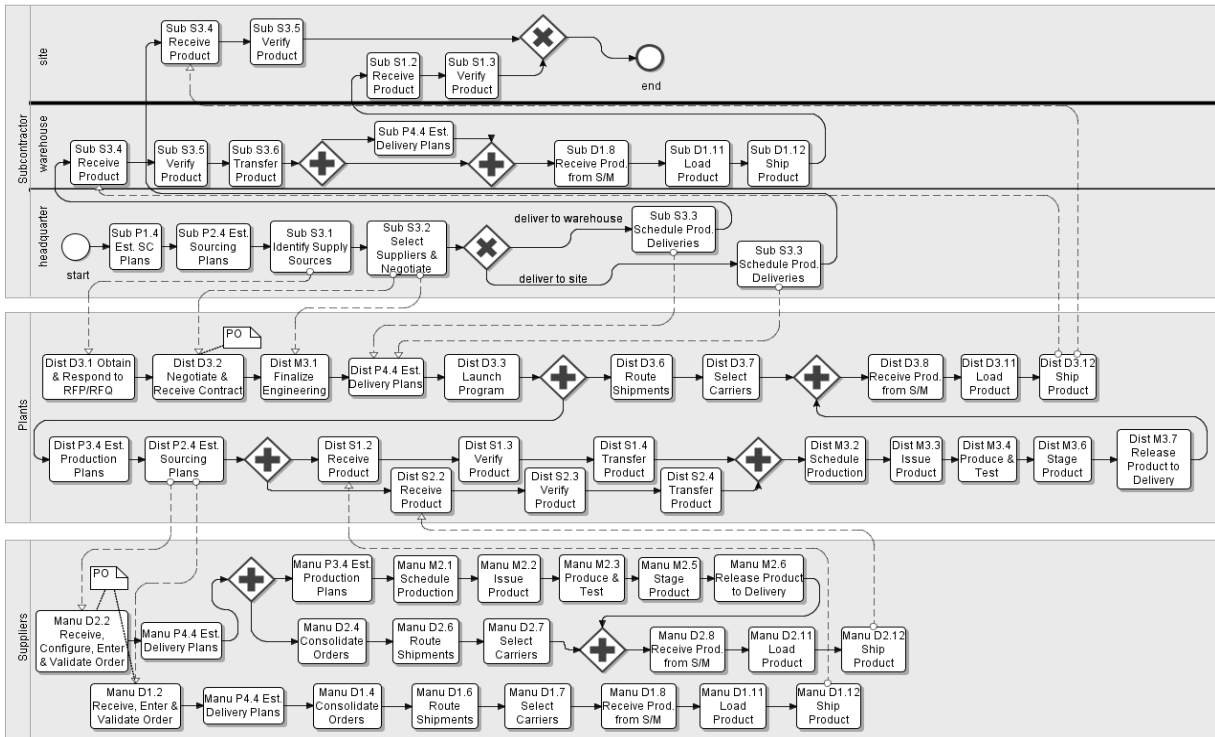 Subcontractor
site
Sub S3.4
Receive
Product
Sub S3.5
Verify
Product
Sub S1.2
Receive
Product
Sub S1.3
Verify
Product
end
warehouse
Sub S3.4
Receive
Product
Sub S3.5
Verify
Product
Sub S3.6
Transfer
Product
Sub P4.4 Est.
Delivery Plans
Sub D1.8
Receive Prod.
from S/M
Sub D1.11
Load
Product
Sub D1.12
Ship
Product
headquarter
start
Sub P1.4
Est. SC
Plans
Sub P2.4 Est.
Sourcing
Plans
Sub S3.1
Identify Supply
Sources
Sub S3.2
Select
Suppliers &
Negotiate
deliver to warehouse
deliver to site
Sub S3.3
Schedule Prod.
Deliveries
Sub S3.3
Schedule Prod.
Deliveries
Plants
PO
Dist D3.1 Obtain
& Respond to
RFP/RFQ
Dist D3.2
Negotiate &
Receive Contract
Dist M3.1
Finalize
Engineering
Dist P4.4 Est.
Delivery Plans
Dist D3.3
Launch
Program
Dist D3.6
Route
Shipments
Dist D3.7
Select
Carriers
Dist D3.8
Receive Prod.
from S/M
Dist D3.11
Load
Product
Dist D3.12
Ship
Product
Dist P3.4 Est.
Production
Plans
Dist P2.4 Est.
Sourcing
Plans
Dist S1.2
Receive
Product
Dist S1.3
Verify
Product
Dist S1.4
Transfer
Product
Dist S2.2
Receive
Product
Dist S2.3
Verify
Product
Dist S2.4
Transfer
Product
Dist M3.2
Schedule
Production
Dist M3.3
Issue
Product
Dist M3.4
Produce &
Test
Dist M3.6
Stage
Product
Dist M3.7
Release
Product to
Delivery
Suppliers
PO
Manu D2.2
Receive,
Configure, Enter
& Validate Order
Manu P4.4 Est.
Delivery Plans
Manu P3.4 Est.
Production
Plans
Manu M2.1
Schedule
Production
Manu M2.2
Issue
Product
Manu M2.3
Produce &
Test
Manu M2.5
Stage
Product
Manu M2.6
Release Product
to Delivery
Manu D2.4
Consolidate
Orders
Manu D2.6
Route
Shipments
Manu D2.7
Select
Carriers
Manu D2.8
Receive Prod.
from S/M
Manu D2.11
Load
Product
Manu D2.12
Ship
Product
Manu D1.2
Receive, Enter &
Validate Order
Manu P4.4 Est.
Delivery Plans
Manu D1.4
Consolidate
Orders
Manu D1.6
Route
Shipments
Manu D1.7
Select
Carriers
Manu D1.8
Receive Prod.
from S/M
Manu D1.11
Load
Product
Manu D1.12
Ship
Product